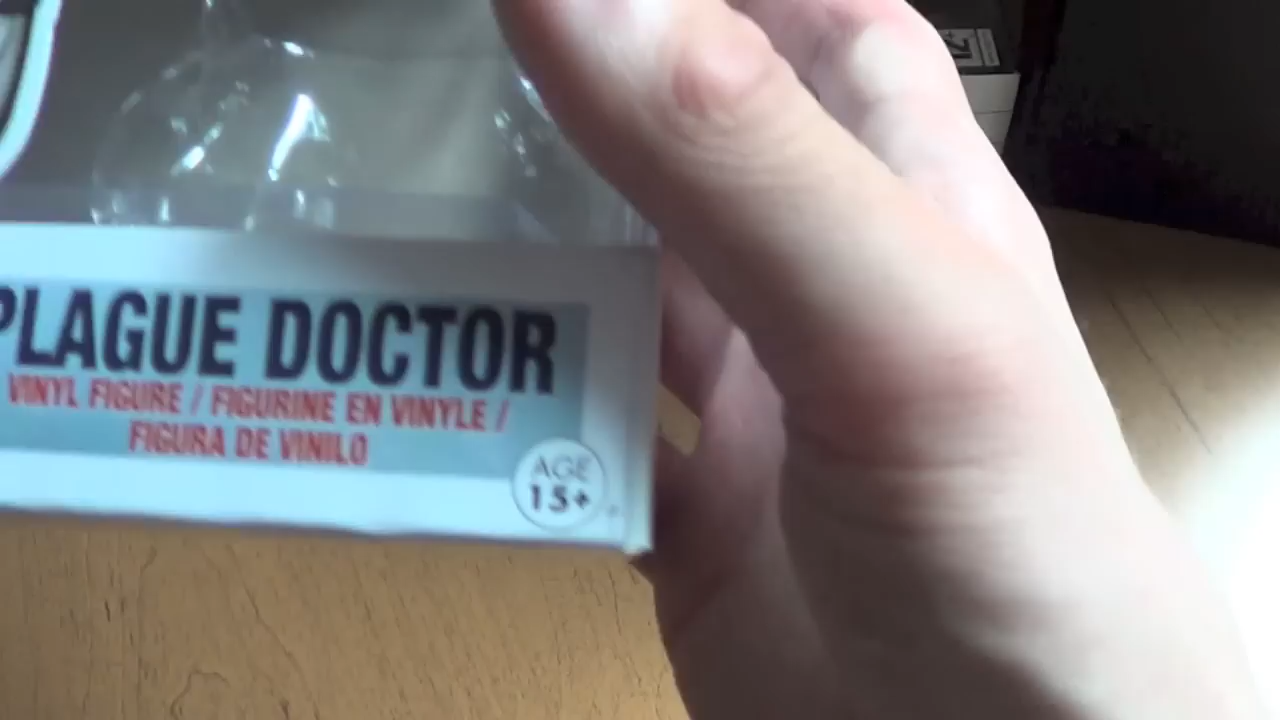 PLAGUE DOCTOR
VINYL FIGURE / FIGURINE EN VINYLE /
FIGURA DE VINILO
AGE
15+